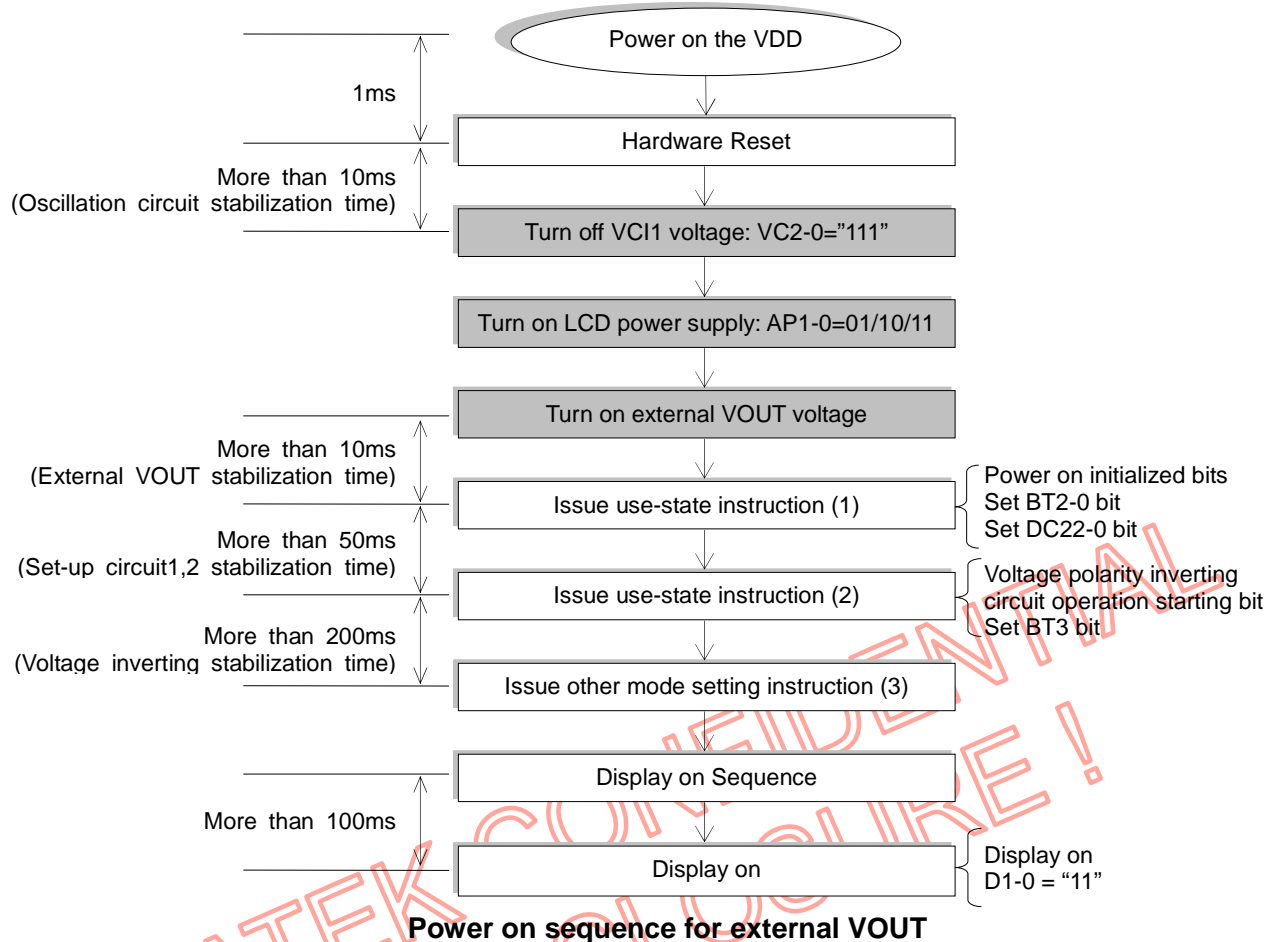 Power on the VDD
1ms
Hardware Reset
More than 10ms
(Oscillation circuit stabilization time)
Turn off VCI1 voltage: VC2-0=”111”
Turn on LCD power supply: AP1-0=01/10/11
Turn on external VOUT voltage
More than 10ms
(External VOUT stabilization time)
Issue use-state instruction (1)
Power on initialized bits
Set BT2-0 bit
Set DC22-0 bit
More than 50ms
(Set-up circuit1,2 stabilization time)
Issue use-state instruction (2)
Voltage polarity inverting
circuit operation starting bit
Set BT3 bit
More than 200ms
(Voltage inverting stabilization time)
Issue other mode setting instruction (3)
Display on Sequence
More than 100ms
Display on
Display on
D1-0 = “11”
Power on sequence for external VOUT
CONFIDENTIAL